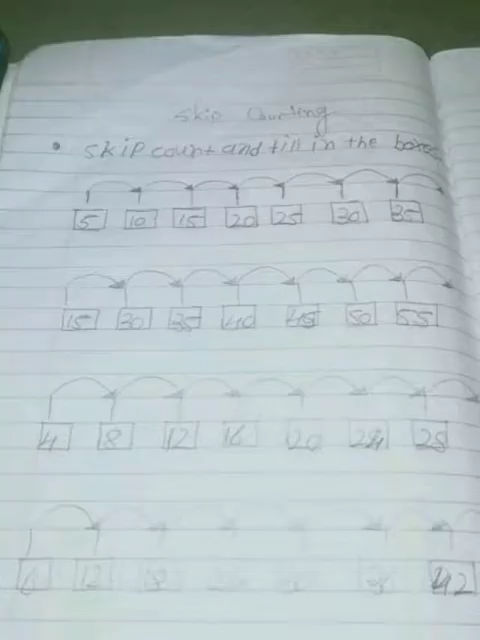 Skip Counting
• Skip count and fill in the boxes
5 10 15 20 25 30 35
15 30 35 40 45 50 55
4 8 12 16 20 24 28
6 12 42